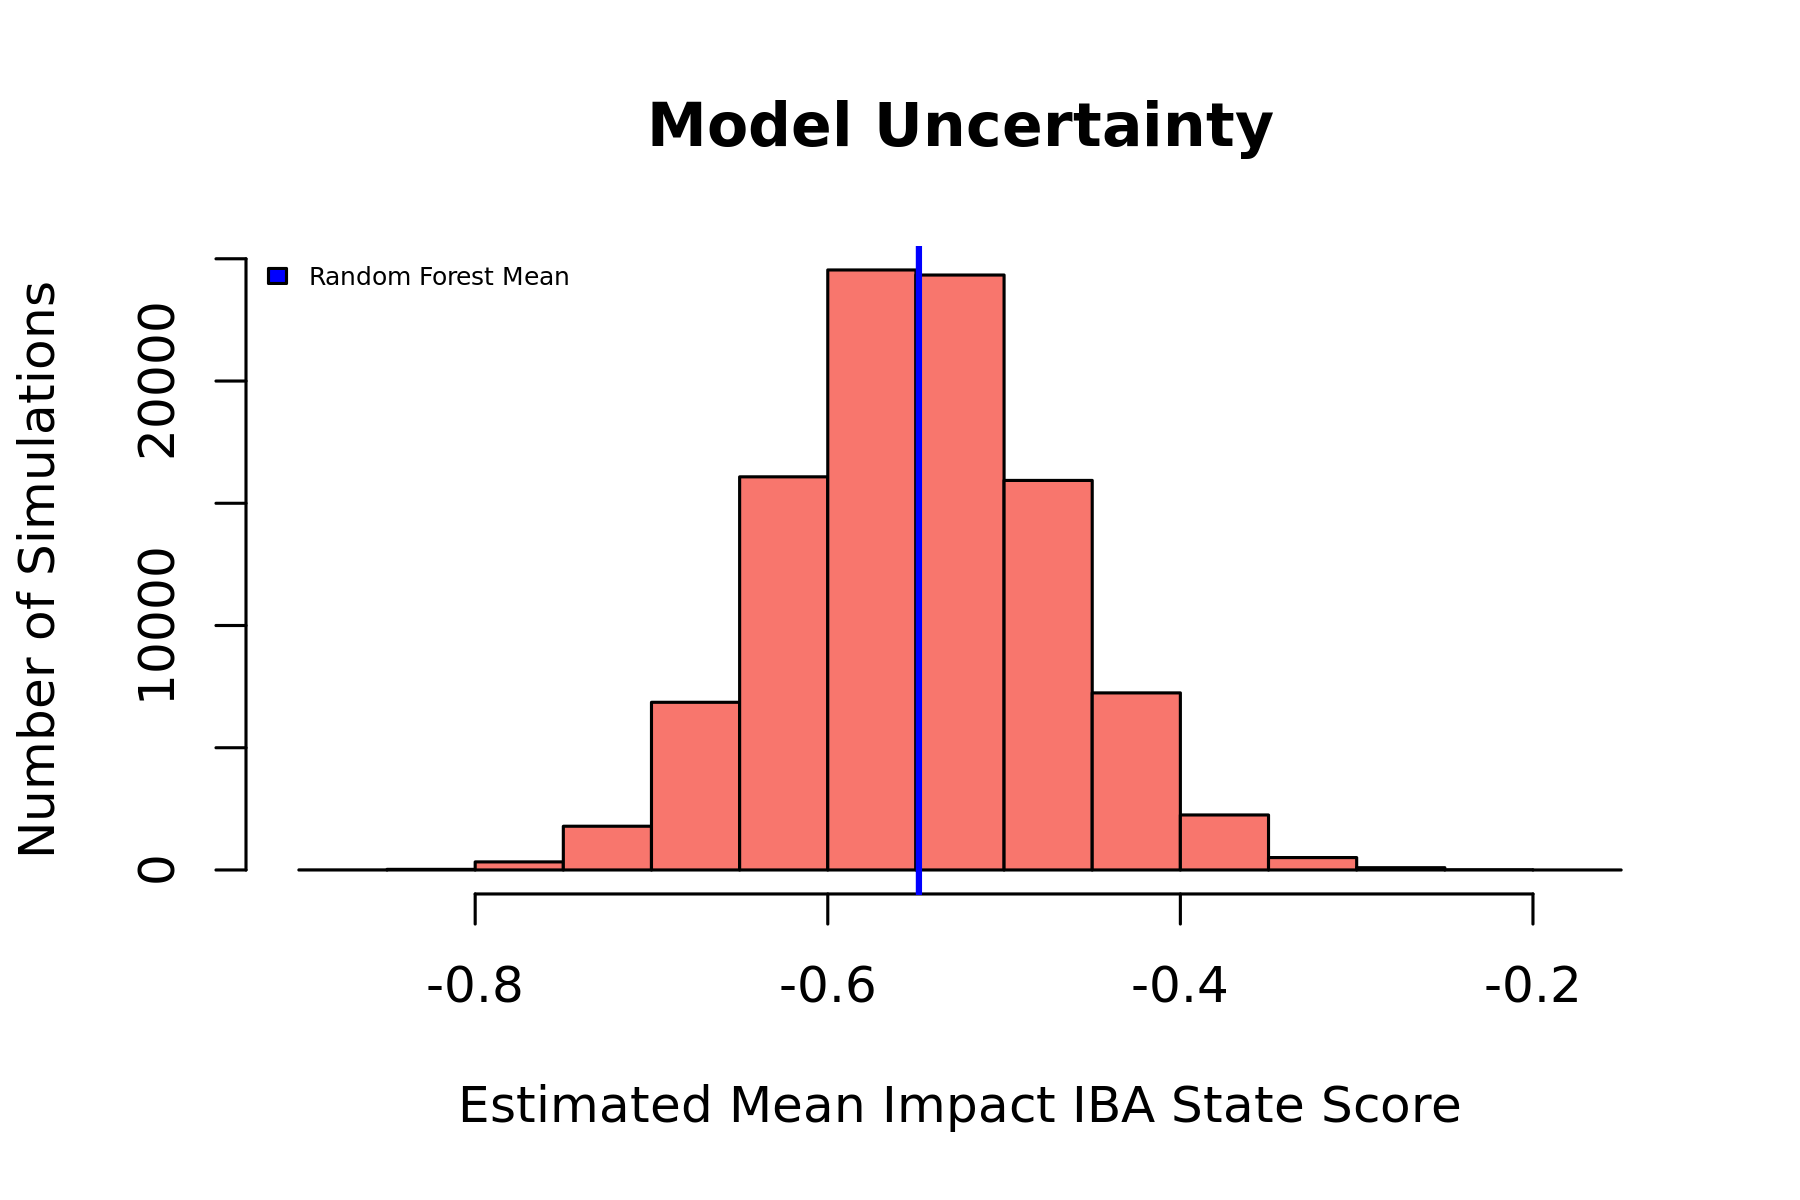 Model Uncertainty
Random Forest Mean
Number of Simulations
0
10000
20000
-0.8
-0.6
-0.4
-0.2
Estimated Mean Impact IBA State Score